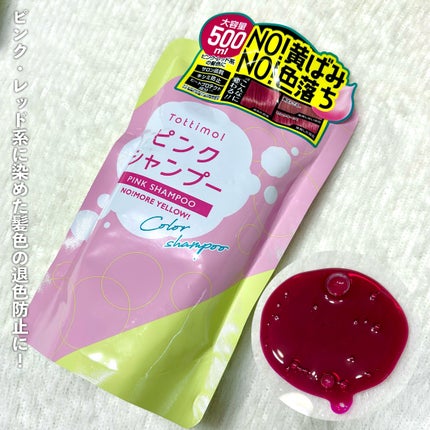 ピンク・レッド系に染めた髪色の退色防止に!
大容量
500ml
NO!黄ばみ
NO!色落ち
Tottimo!
ピンク
シャンプー
PINK SHAMPOO
NO!MORE YELLOW!
Color
shampoo